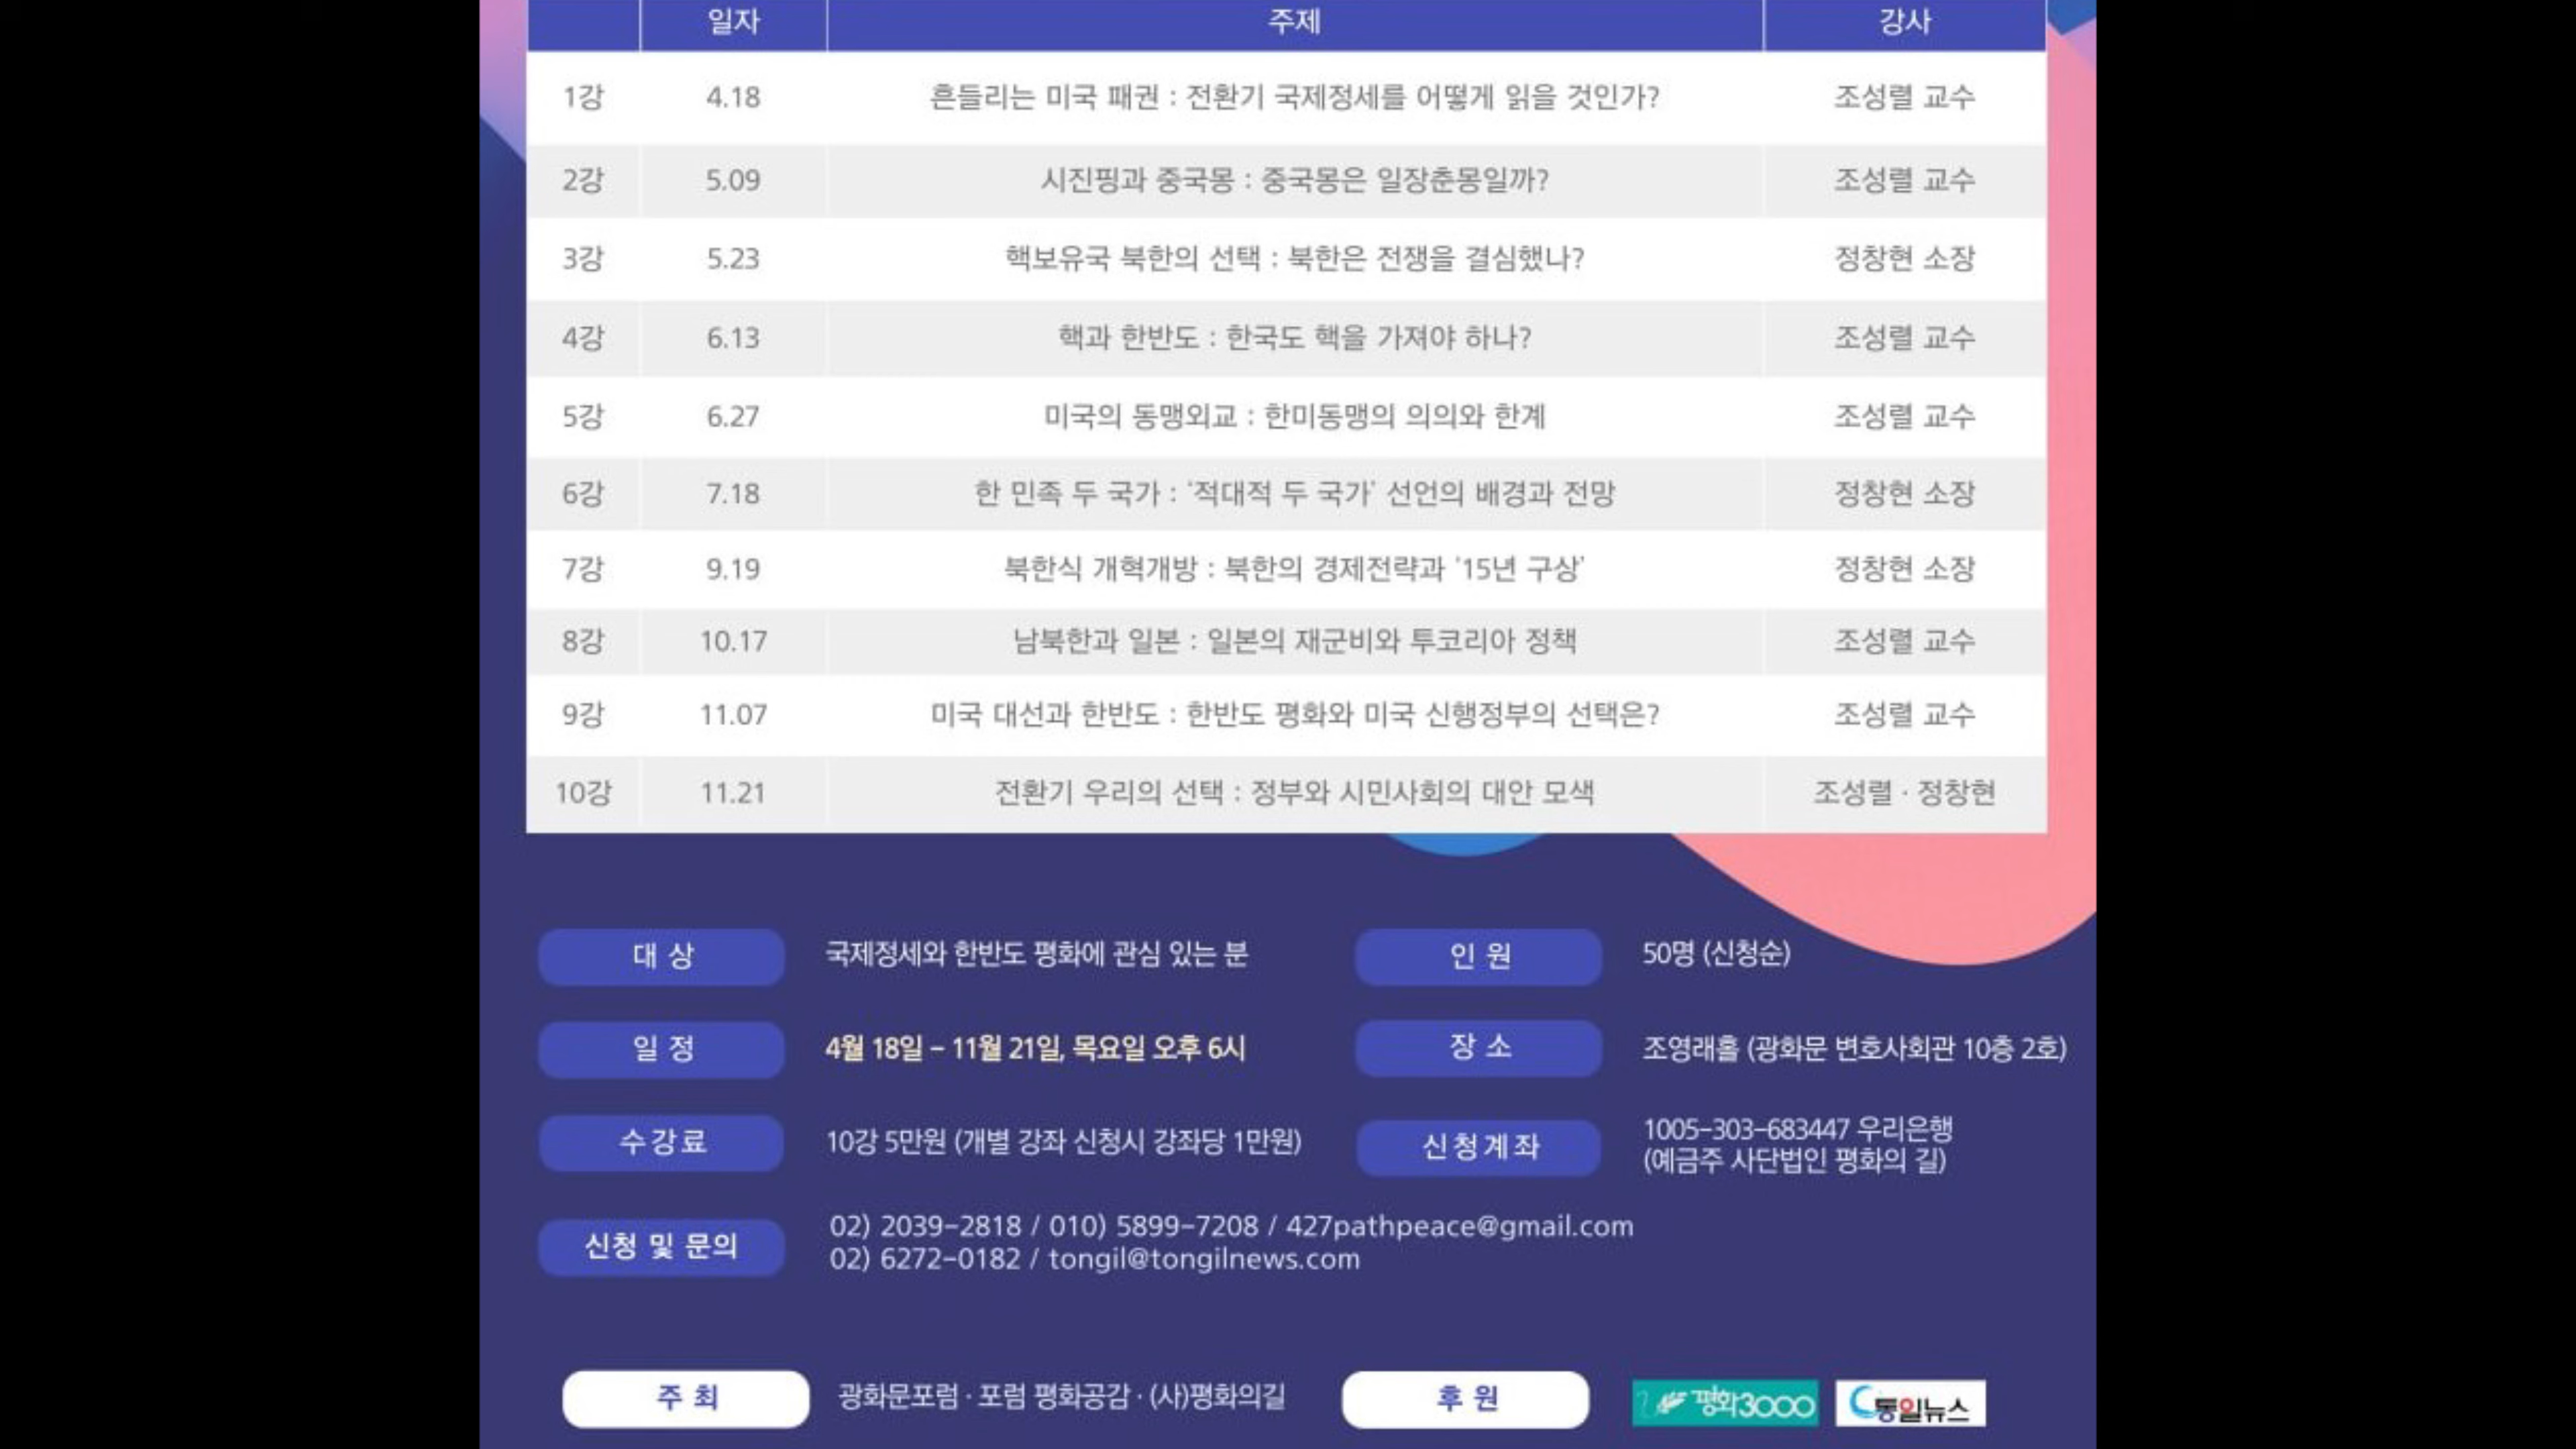 일자 주제 강사
1강 4.18 흔들리는 미국 패권 : 전환기 국제정세를 어떻게 읽을 것인가? 조성렬 교수
2강 5.09 시진핑과 중국몽 : 중국몽은 일장춘몽일까? 조성렬 교수
3강 5.23 핵보유국 북한의 선택 : 북한은 전쟁을 결심했나? 정창현 소장
4강 6.13 핵과 한반도 : 한국도 핵을 가져야 하나? 조성렬 교수
5강 6.27 미국의 동맹외교 : 한미동맹의 의의와 한계 조성렬 교수
6강 7.18 한 민족 두 국가 : ‘적대적 두 국가’ 선언의 배경과 전망 정창현 소장
7강 9.19 북한식 개혁개방 : 북한의 경제전략과 ‘15년 구상’ 정창현 소장
8강 10.17 남북한과 일본 : 일본의 재군비와 투코리아 정책 조성렬 교수
9강 11.07 미국 대선과 한반도 : 한반도 평화와 미국 신행정부의 선택은? 조성렬 교수
10강 11.21 전환기 우리의 선택 : 정부와 시민사회의 대안 모색 조성렬 · 정창현
대 상 국제정세와 한반도 평화에 관심 있는 분 인 원 50명 (신청순)
일 정 4월 18일 – 11월 21일, 목요일 오후 6시 장 소 조영래홀 (광화문 변호사회관 10층 2호)
수강료 10강 5만원 (개별 강좌 신청시 강좌당 1만원) 신청계좌 1005-303-683447 우리은행
(예금주 사단법인 평화의 길)
신청 및 문의 02) 2039-2818 / 010) 5899-7208 / 427pathpeace@gmail.com
02) 6272-0182 / tongil@tongilnews.com
주 최 광화문포럼 · 포럼 평화공감 · (사)평화의길 후 원 평화3000 통일뉴스